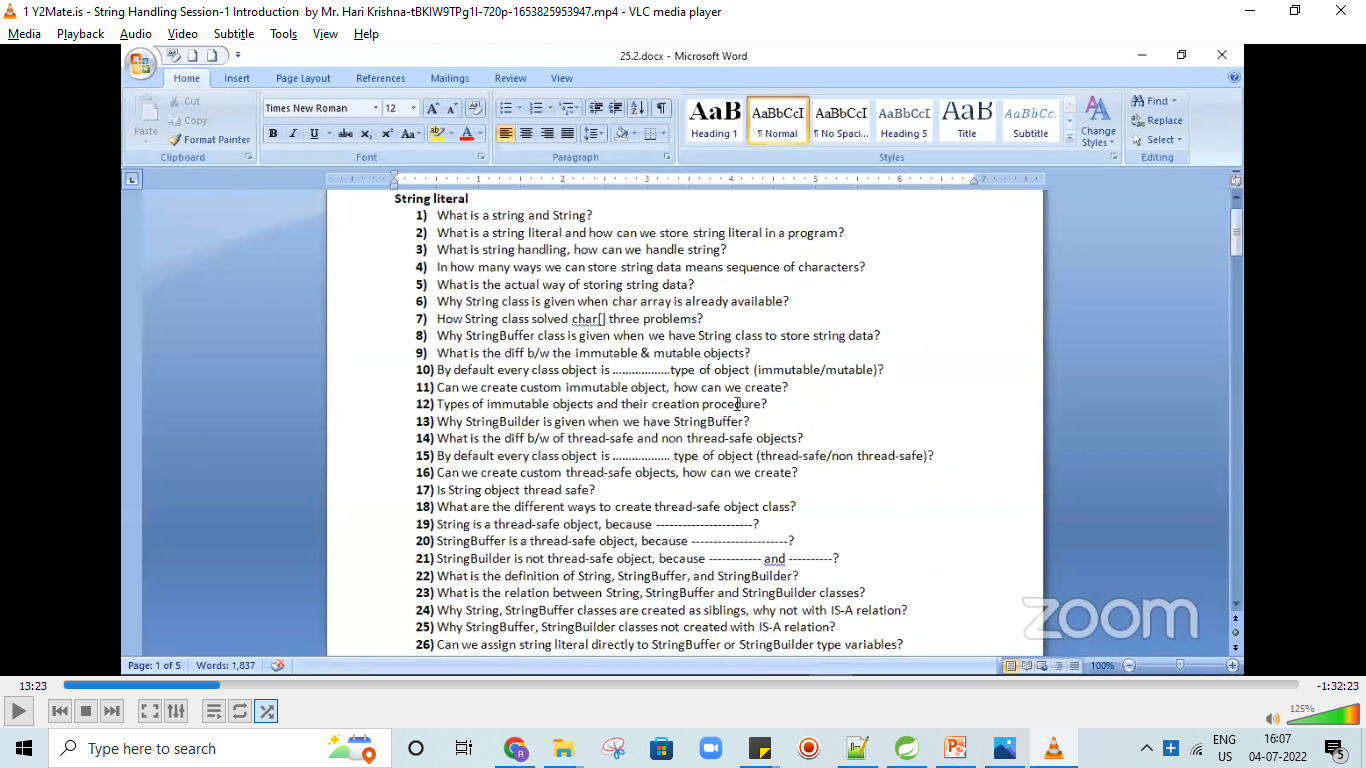 1 Y2Mate.is - String Handling Session-1 Introduction by Mr. Hari Krishna-tBKlW9TPg1I-720p-1653825953947.mp4 - VLC media player
Media Playback Audio Video Subtitle Tools View Help
25.2.docx - Microsoft Word
Home Insert Page Layout References Mailings Review View
Paste
Cut
Copy
Format Painter
Clipboard
Times New Roman 12
Font
Paragraph
AaB AaBbCcI AaBbCcI AaBbCcI AaB AaBbCc.
Heading 1 ¶ Normal ¶ No Spaci... Heading 5 Title Subtitle
Styles
Change Styles
Find
Replace
Select
Editing
1 2 3 4 5 6 7
String literal
1) What is a string and String?
2) What is a string literal and how can we store string literal in a program?
3) What is string handling, how can we handle string?
4) In how many ways we can store string data means sequence of characters?
5) What is the actual way of storing string data?
6) Why String class is given when char array is already available?
7) How String class solved char[] three problems?
8) Why StringBuffer class is given when we have String class to store string data?
9) What is the diff b/w the immutable & mutable objects?
10) By default every class object is ..................type of object (immutable/mutable)?
11) Can we create custom immutable object, how can we create?
12) Types of immutable objects and their creation procedure?
13) Why StringBuilder is given when we have StringBuffer?
14) What is the diff b/w of thread-safe and non thread-safe objects?
15) By default every class object is .................. type of object (thread-safe/non thread-safe)?
16) Can we create custom thread-safe objects, how can we create?
17) Is String object thread safe?
18) What are the different ways to create thread-safe object class?
19) String is a thread-safe object, because ----------------------?
20) StringBuffer is a thread-safe object, because ----------------------?
21) StringBuilder is not thread-safe object, because ------------ and ----------?
22) What is the definition of String, StringBuffer, and StringBuilder?
23) What is the relation between String, StringBuffer and StringBuilder classes?
24) Why String, StringBuffer classes are created as siblings, why not with IS-A relation?
25) Why StringBuffer, StringBuilder classes not created with IS-A relation?
26) Can we assign string literal directly to StringBuffer or StringBuilder type variables?
zoom
Page: 1 of 5 Words: 1,837 100%
13:23 -1:32:23
125%
Type here to search
ENG
US
16:07
04-07-2022
5